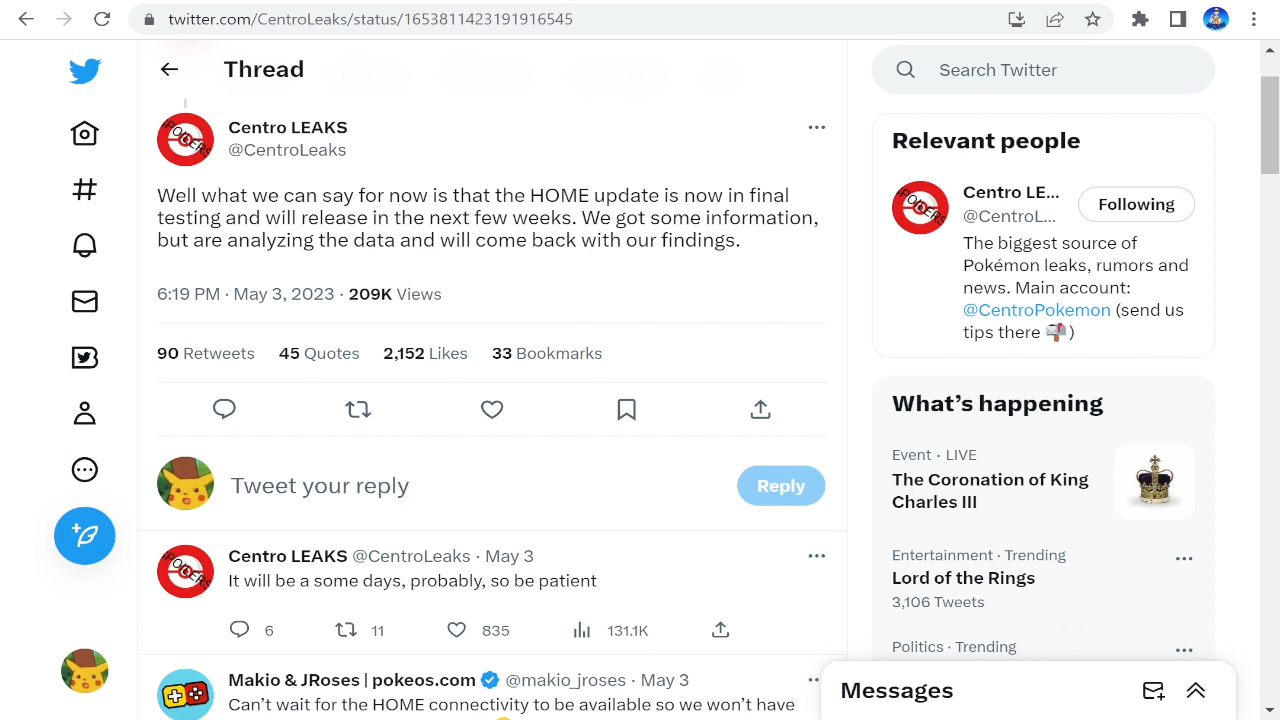 twitter.com/CentroLeaks/status/1653811423191916545
Thread
Search Twitter
Centro LEAKS
@CentroLeaks
Well what we can say for now is that the HOME update is now in final
testing and will release in the next few weeks. We got some information,
but are analyzing the data and will come back with our findings.
6:19 PM · May 3, 2023 · 209K Views
90 Retweets 45 Quotes 2,152 Likes 33 Bookmarks
Tweet your reply
Reply
Centro LEAKS @CentroLeaks · May 3
It will be a some days, probably, so be patient
6 11 835 131.1K
Makio & JRoses | pokeos.com @makio_jroses · May 3
Can't wait for the HOME connectivity to be available so we won't have
Relevant people
Centro LE...
@CentroL...
Following
The biggest source of
Pokémon leaks, rumors and
news. Main account:
@CentroPokemon (send us
tips there 📬)
What's happening
Event · LIVE
The Coronation of King
Charles III
Entertainment · Trending
Lord of the Rings
3,106 Tweets
Politics · Trending
Messages